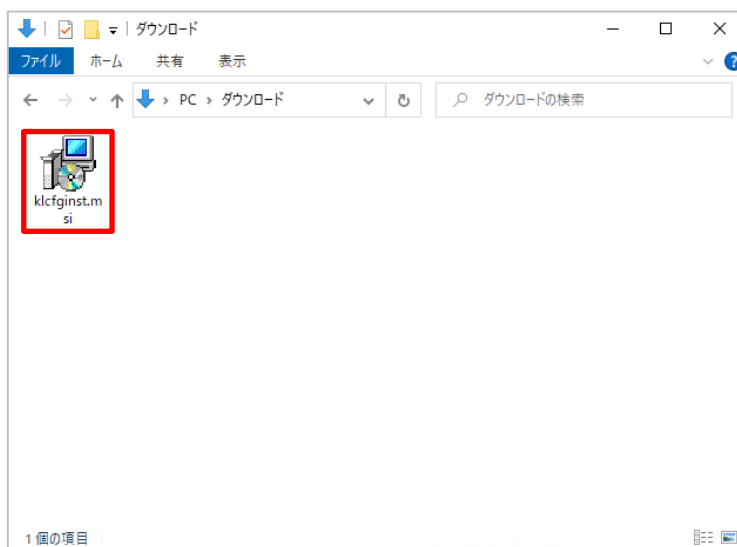 ダウンロード
ファイル ホーム 共有 表示 ?
PC › ダウンロード ダウンロードの検索
klcfginst.m
si
1 個の項目